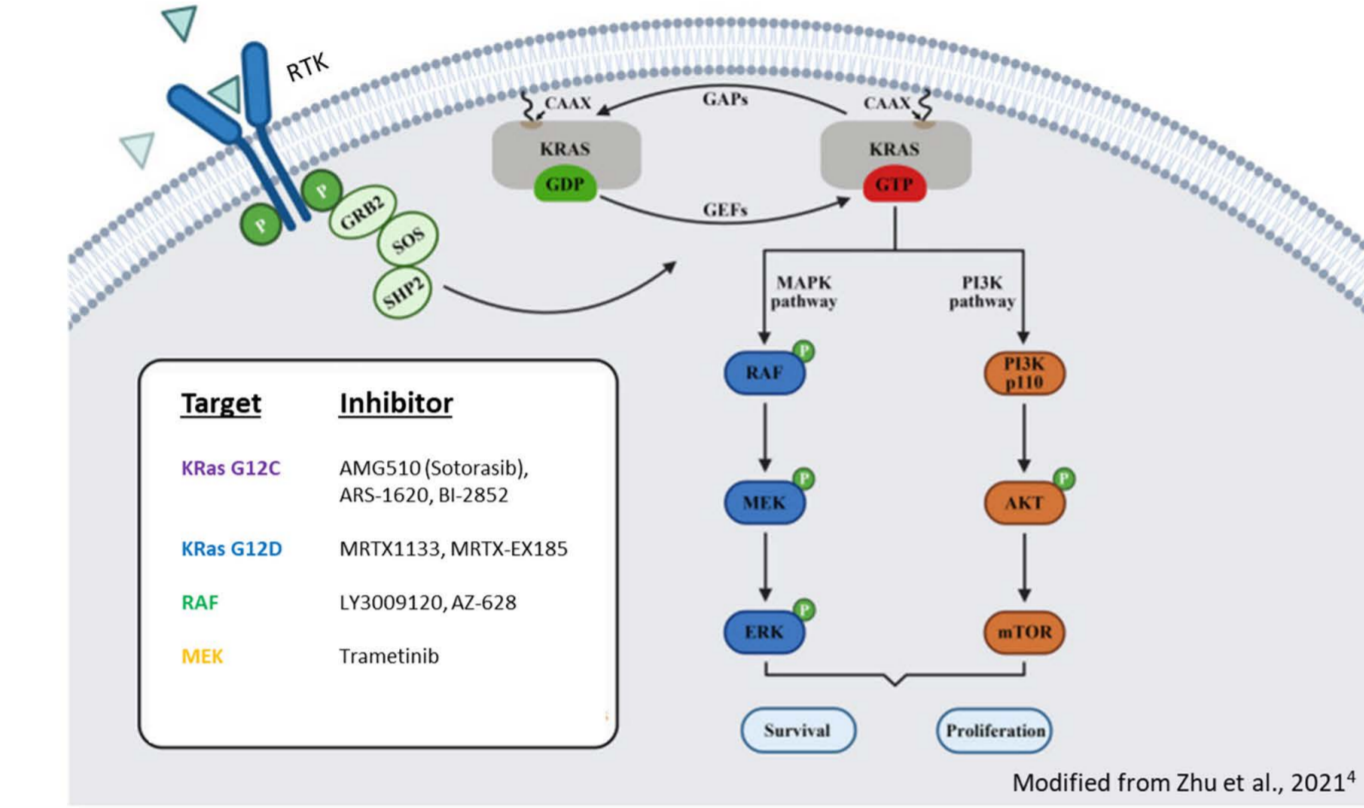 RTK
CAAX
GAPs
CAAX
KRAS
KRAS
GDP
GTP
GEFs
P
P
GRB2
SOS
SHP2
MAPK
pathway
PI3K
pathway
P
RAF
PI3K
p110
Target Inhibitor
KRas G12C AMG510 (Sotorasib),
ARS-1620, BI-2852
KRas G12D MRTX1133, MRTX-EX185
RAF LY3009120, AZ-628
MEK Trametinib
P
P
MEK
AKT
P
ERK
mTOR
Survival
Proliferation
Modified from Zhu et al., 2021⁴